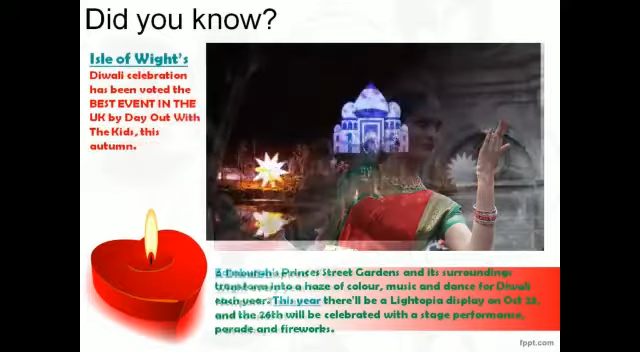 Did you know?
Isle of Wight's
Diwali celebration
has been voted the
BEST EVENT IN THE
UK by Day Out With
The Kids, this
autumn.
Princes Street Gardens and its surroundings
transform into a haze of colour, music and dance for Diwali
each year. This year there'll be a Lightopia display on Oct
and the 26th will be celebrated with a stage performance,
parade and fireworks.
fppt.com